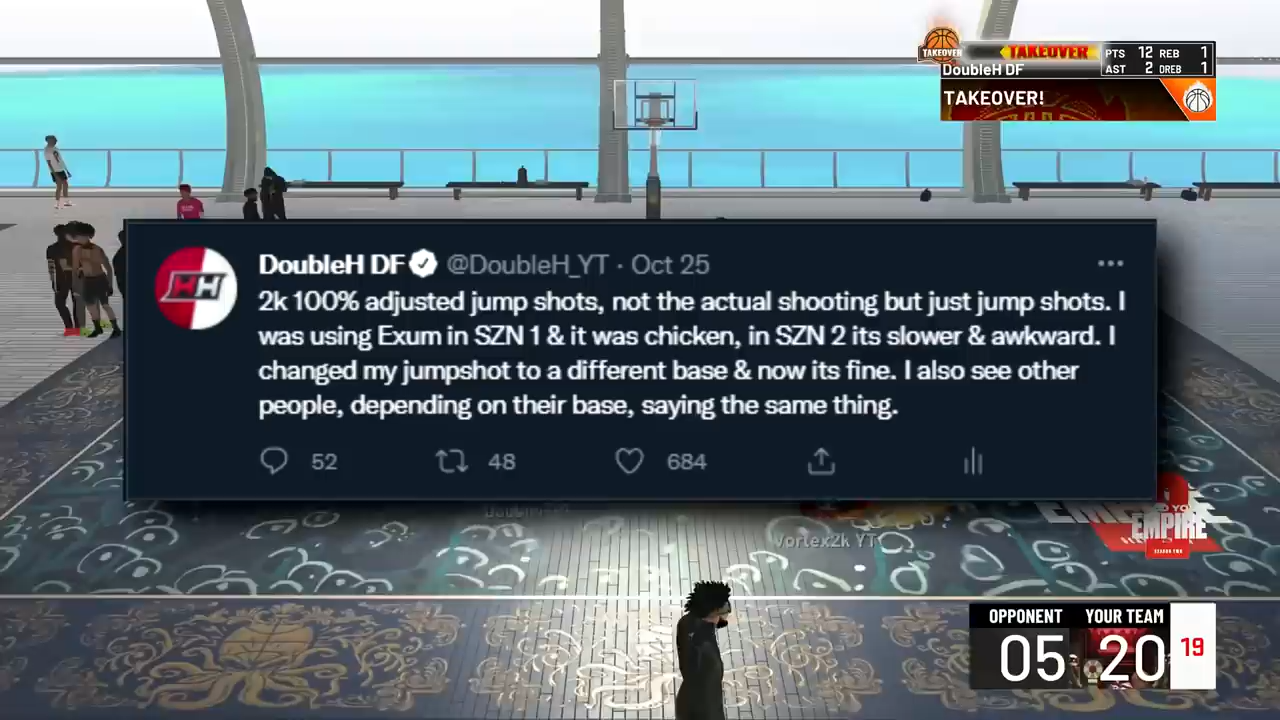 TAKEOVER
TAKEOVER
PTS 12 REB 1
DoubleH DF
AST 2 DREB 1
TAKEOVER!
DoubleH DF @DoubleH_YT · Oct 25
2k 100% adjusted jump shots, not the actual shooting but just jump shots. I
was using Exum in SZN 1 & it was chicken, in SZN 2 its slower & awkward. I
changed my jumpshot to a different base & now its fine. I also see other
people, depending on their base, saying the same thing.
52 48 684
Vortex2k YT
EMPIRE
OPPONENT YOUR TEAM
05 20 19